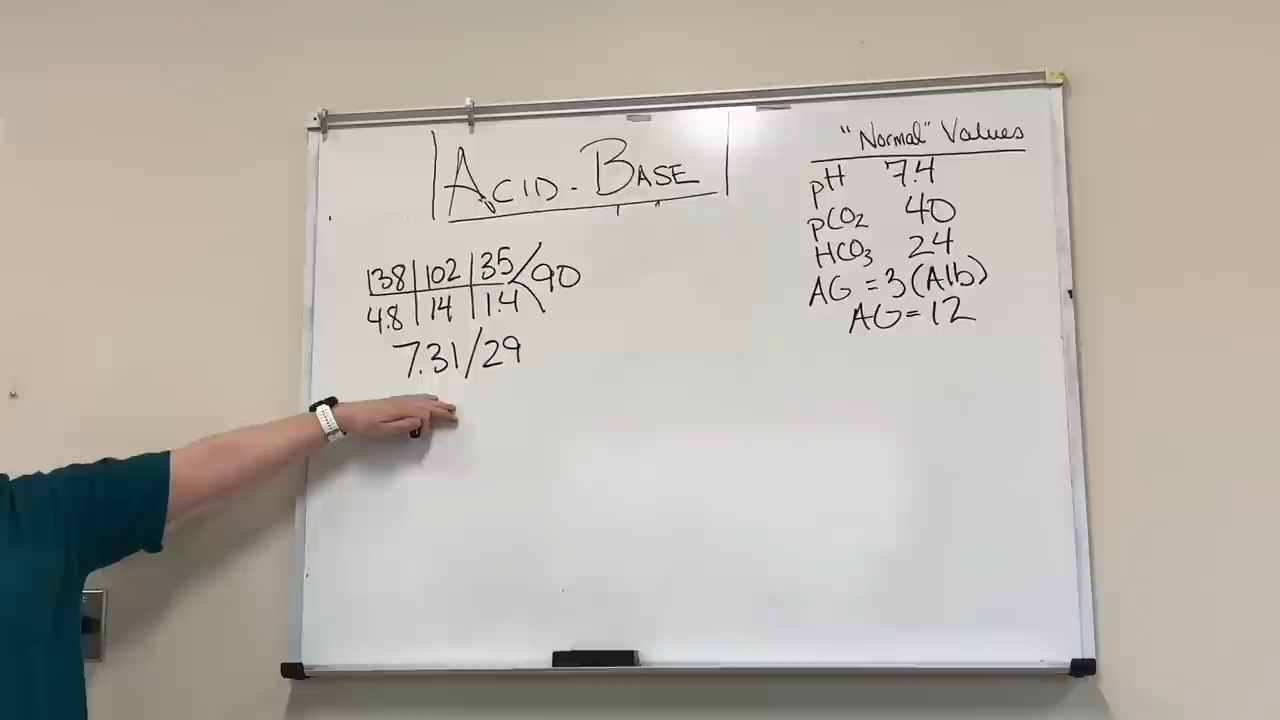 ACID - BASE
138 | 102 | 35 < 90
4.8 | 14 | 1.4
7.31/29
"Normal" Values
pH 7.4
pCO₂ 40
HCO₃ 24
AG = 3(Alb)
AG = 12